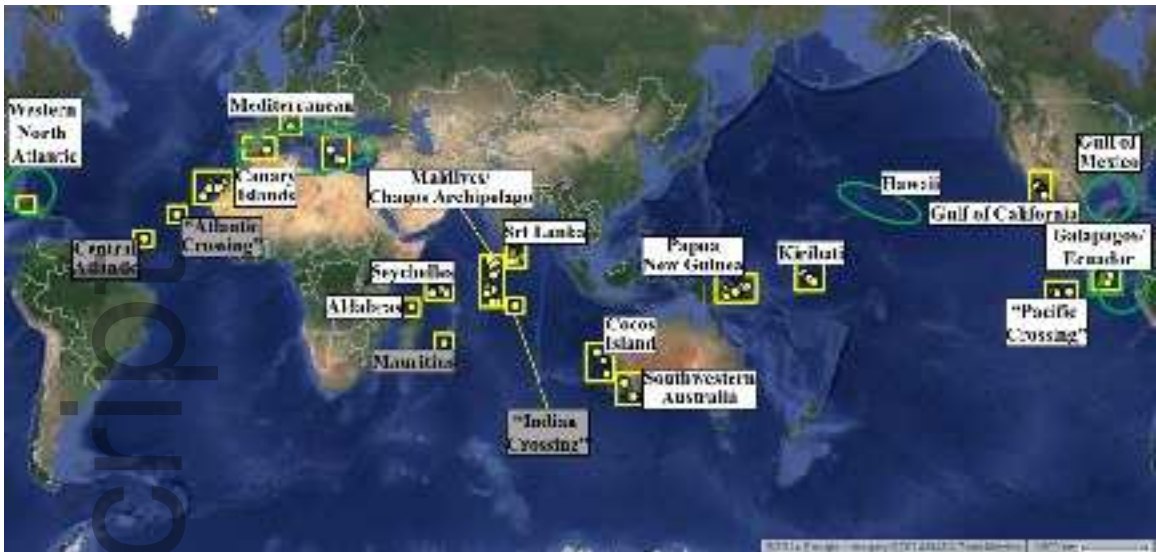 Western
North
Atlantic
Mediterranean
Canary
Islands
"Atlantic
Crossing"
Central
Atlantic
Maldives/
Chagos Archipelago
Sri Lanka
Seychelles
Aldabras
Mauritius
"Indian
Crossing"
Cocos
Island
Southwestern
Australia
Papua
New Guinea
Kiribati
Hawaii
Gulf of
Mexico
Gulf of California
Galapagos/
Ecuador
"Pacific
Crossing"
cript